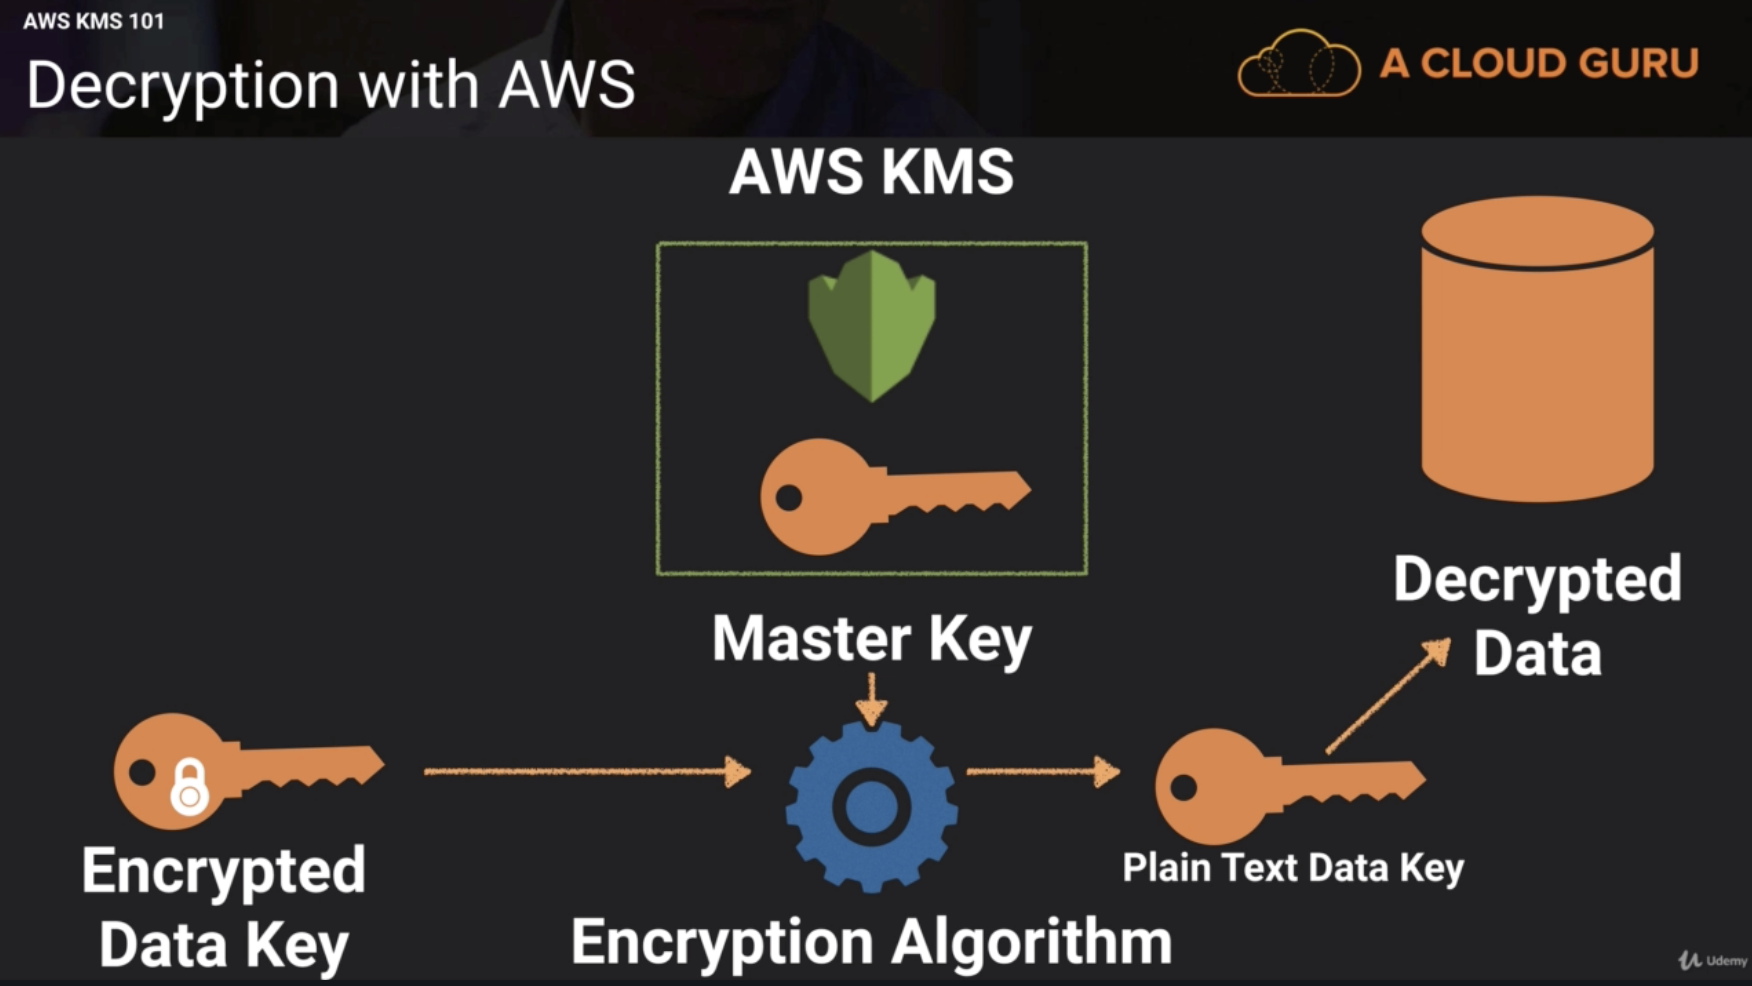 AWS KMS 101
Decryption with AWS
A CLOUD GURU
AWS KMS
Master Key
Decrypted
Data
Encrypted
Data Key
Encryption Algorithm
Plain Text Data Key
Udemy